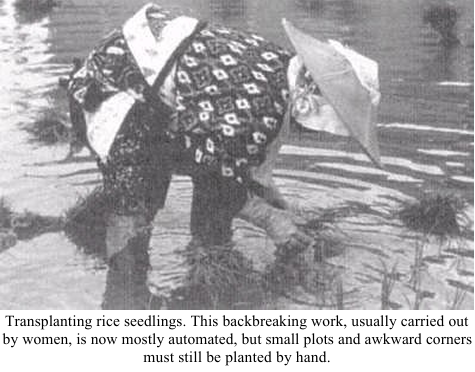 Transplanting rice seedlings. This backbreaking work, usually carried out
by women, is now mostly automated, but small plots and awkward corners
must still be planted by hand.